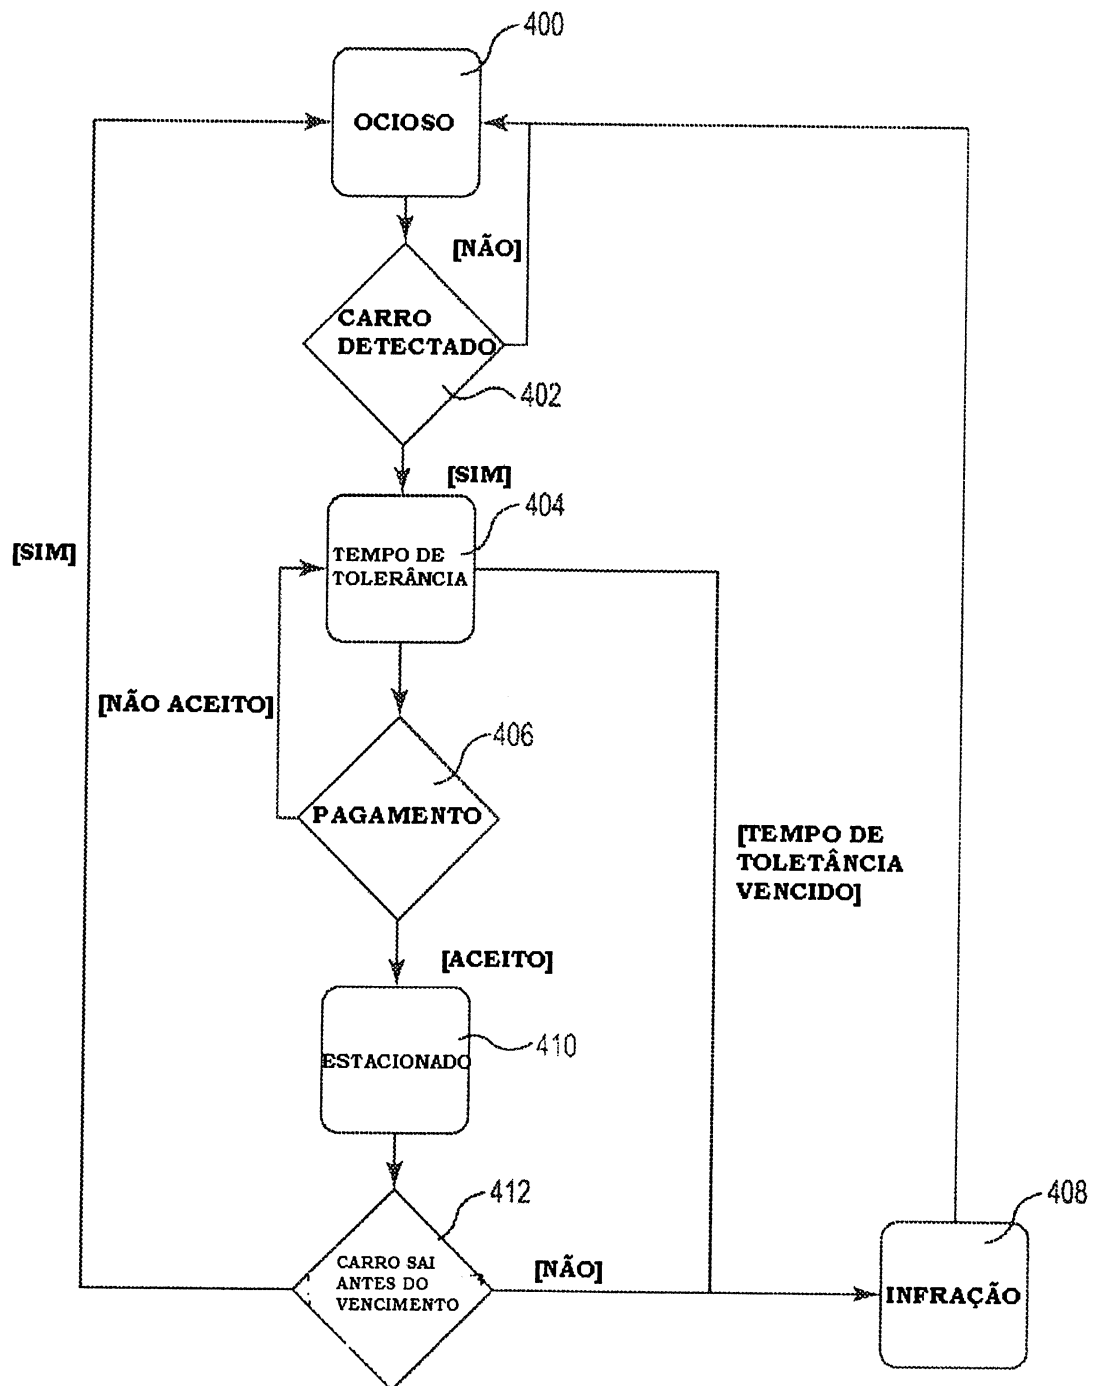 400
OCIOSO
[NÃO]
CARRO
DETECTADO
402
[SIM]
404
TEMPO DE
TOLERÂNCIA
[SIM]
[NÃO ACEITO]
406
PAGAMENTO
[TEMPO DE
TOLETÂNCIA
VENCIDO]
[ACEITO]
410
ESTACIONADO
412
408
CARRO SAI
ANTES DO
VENCIMENTO
[NÃO]
INFRAÇÃO